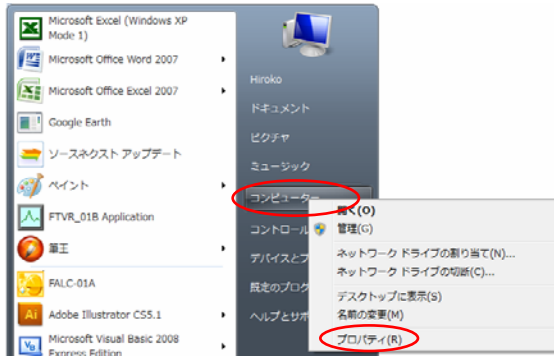 Microsoft Excel (Windows XP
Mode 1)
Microsoft Office Word 2007
Microsoft Office Excel 2007
Google Earth
ソースネクスト アップデート
ペイント
FTVR_01B Application
筆王
FALC-01A
Adobe Illustrator CS5.1
Microsoft Visual Basic 2008
Express Edition
Hiroko
ドキュメント
ピクチャ
ミュージック
コンピューター
コントロール
デバイスとプ
既定のプログ
ヘルプとサポ
開く(O)
管理(G)
ネットワーク ドライブの割り当て(N)...
ネットワーク ドライブの切断(C)...
デスクトップに表示(S)
名前の変更(M)
プロパティ(R)